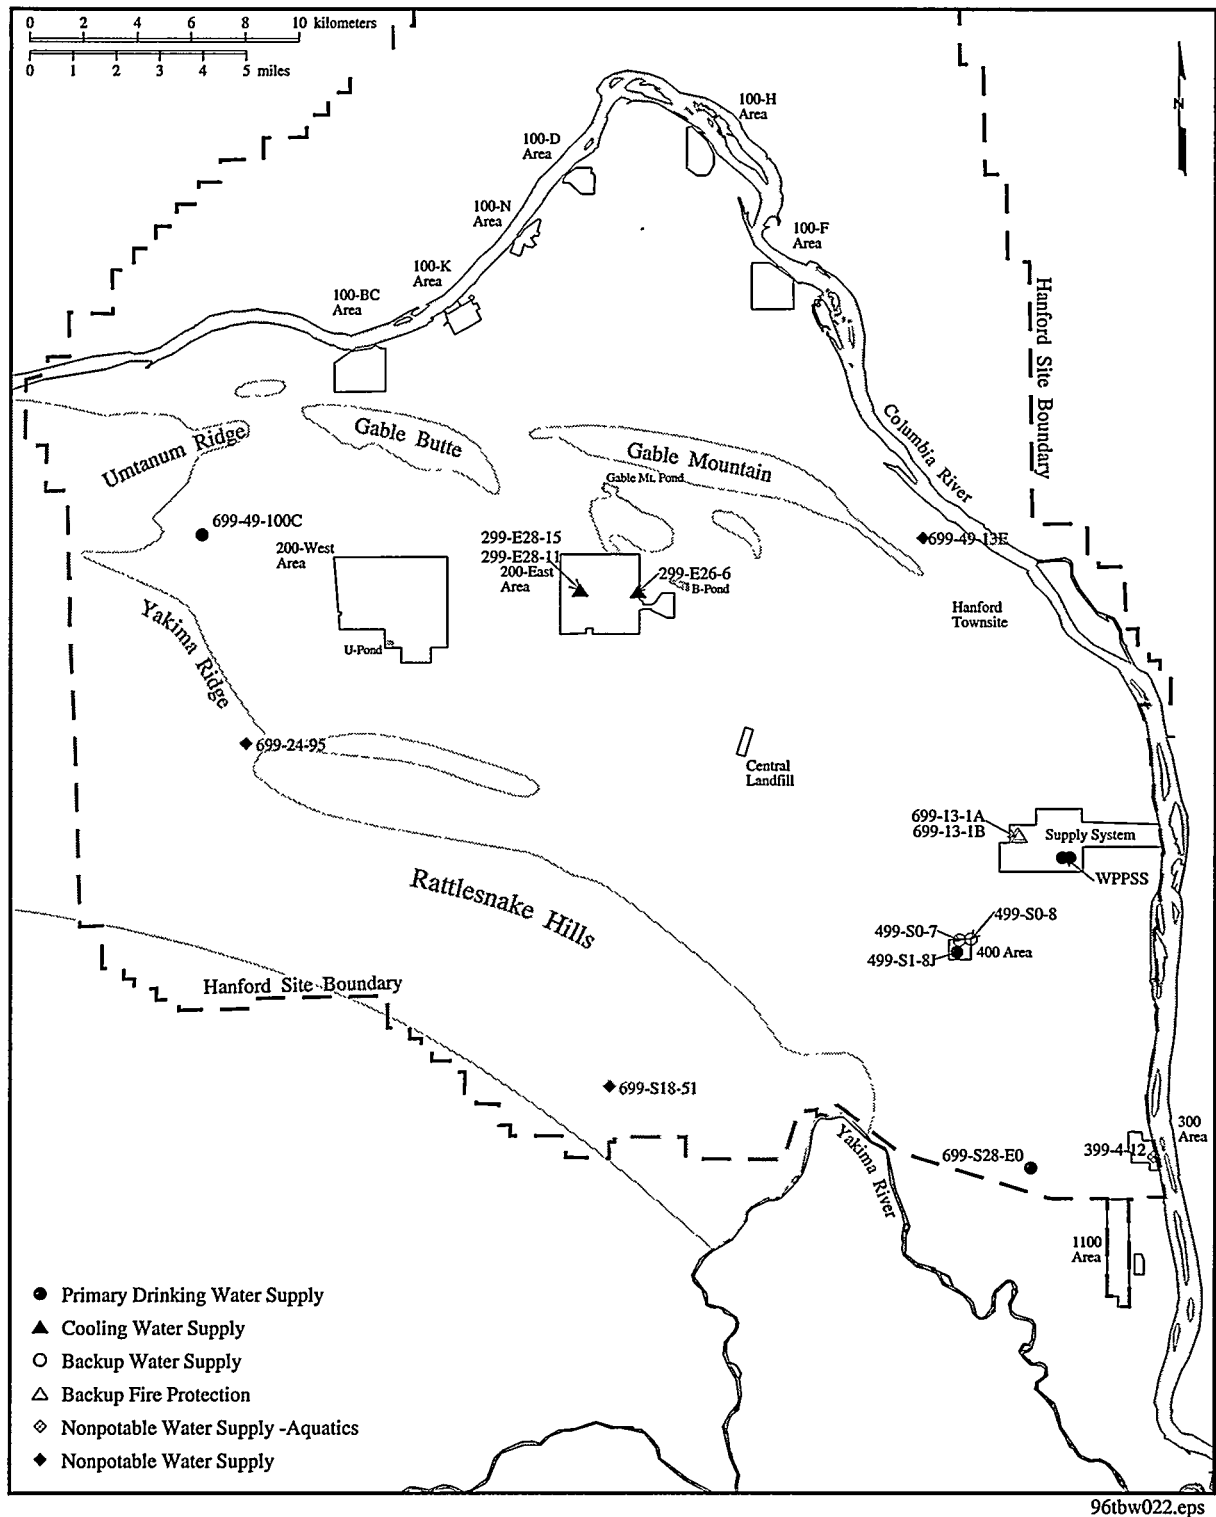 0 2 4 6 8 10 kilometers
0 1 2 3 4 5 miles
N
100-H
Area
100-D
Area
100-N
Area
100-F
Area
100-K
Area
100-BC
Area
Hanford Site Boundary
Columbia River
Umtanum Ridge
Gable Butte
Gable Mountain
Gable Mt. Pond
699-49-100C
200-West
Area
299-E28-15
299-E28-11
200-East
Area
299-E26-6
B-Pond
699-49-13E
Hanford
Townsite
U-Pond
Yakima Ridge
699-24-95
Central
Landfill
699-13-1A
699-13-1B
Supply System
WPPSS
Rattlesnake Hills
499-S0-8
499-S0-7
499-S1-8J
400 Area
Hanford Site Boundary
699-S18-51
Yakima River
699-S28-E0
399-4-12
300
Area
1100
Area
Primary Drinking Water Supply
Cooling Water Supply
Backup Water Supply
Backup Fire Protection
Nonpotable Water Supply -Aquatics
Nonpotable Water Supply
96tbw022.eps